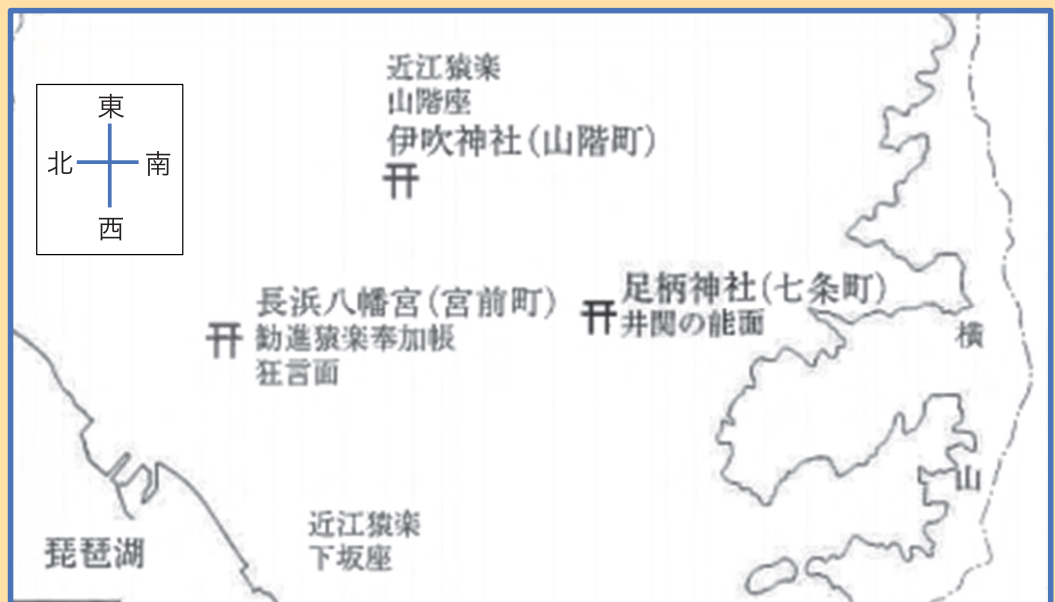 近江猿楽
山階座
伊吹神社(山階町)
東
北
南
西
足柄神社(七条町)
井関の能面
長浜八幡宮(宮前町)
勧進猿楽奉加帳
狂言面
横
山
近江猿楽
下坂座
琵琶湖